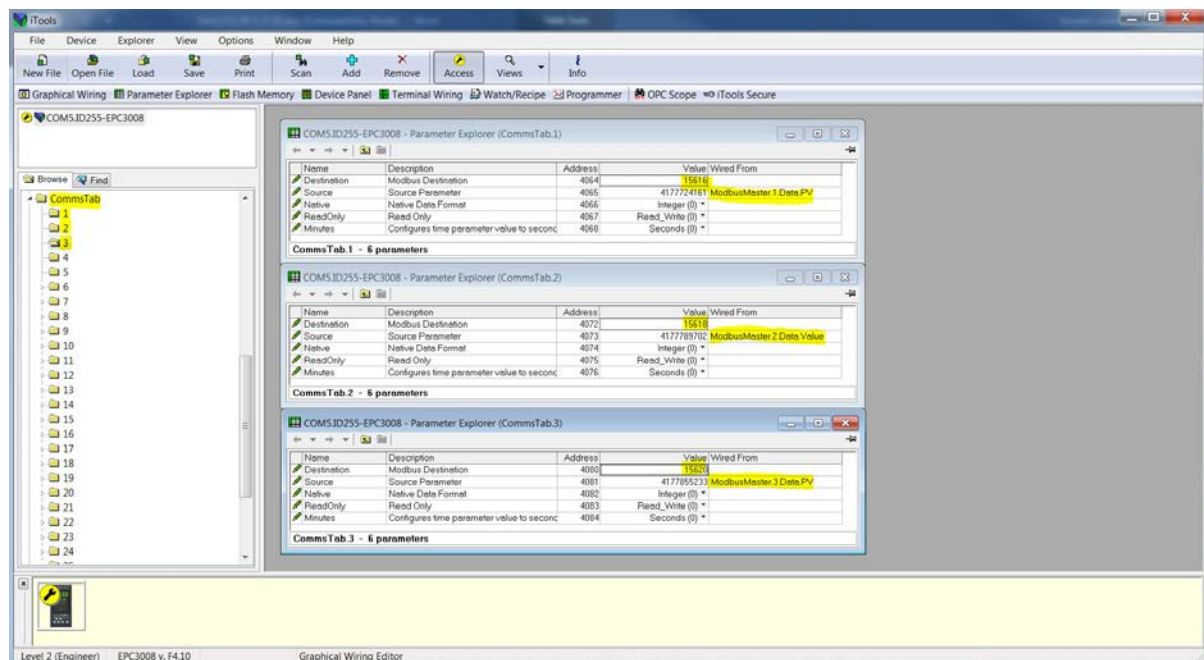 iTools
File Device Explorer View Options Window Help
New File Open File Load Save Print Scan Add Remove Access Views Info
Graphical Wiring Parameter Explorer Flash Memory Device Panel Terminal Wiring Watch/Recipe Programmer OPC Scope iTools Secure
COM5.ID255-EPC3008
Browse Find
CommsTab
1
2
3
4
5
6
7
8
9
10
11
12
13
14
15
16
17
18
19
20
21
22
23
24
COM5.ID255-EPC3008 - Parameter Explorer (CommsTab.1)
Name Description Address Value Wired From
Destination Modbus Destination 4064 15616
Source Source Parameter 4065 4177724161 ModbusMaster.1.Data.PV
Native Native Data Format 4066 Integer (0)
ReadOnly Read Only 4067 Read_Write (0)
Minutes Configures time parameter value to second 4068 Seconds (0)
CommsTab.1 - 6 parameters
COM5.ID255-EPC3008 - Parameter Explorer (CommsTab.2)
Name Description Address Value Wired From
Destination Modbus Destination 4072 15618
Source Source Parameter 4073 4177789702 ModbusMaster.2.Data.Value
Native Native Data Format 4074 Integer (0)
ReadOnly Read Only 4075 Read_Write (0)
Minutes Configures time parameter value to second 4076 Seconds (0)
CommsTab.2 - 6 parameters
COM5.ID255-EPC3008 - Parameter Explorer (CommsTab.3)
Name Description Address Value Wired From
Destination Modbus Destination 4080 15620
Source Source Parameter 4081 4177855233 ModbusMaster.3.Data.PV
Native Native Data Format 4082 Integer (0)
ReadOnly Read Only 4083 Read_Write (0)
Minutes Configures time parameter value to second 4084 Seconds (0)
CommsTab.3 - 6 parameters
Level 2 (Engineer) EPC3008 v. F4.10 Graphical Wiring Editor